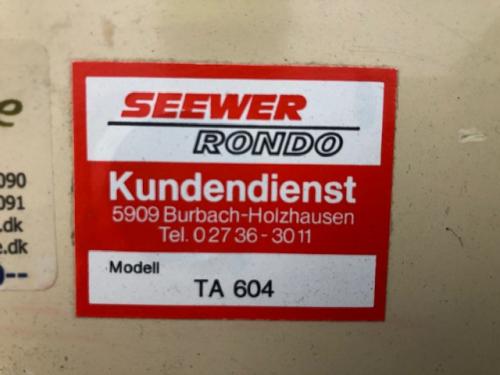 SEEWER
RONDO
Kundendienst
5909 Burbach-Holzhausen
Tel. 0 27 36 - 30 11
Modell
TA 604
e
090
091
.dk
e.dk
--